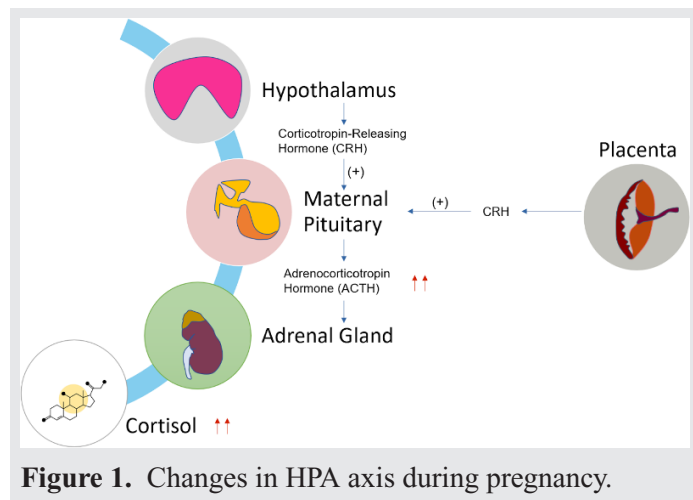 Hypothalamus
Corticotropin-Releasing
Hormone (CRH)
(+)
Placenta
Maternal
Pituitary
(+)
CRH
Adrenocorticotropin
Hormone (ACTH)
↑↑
Adrenal Gland
Cortisol ↑↑
Figure 1. Changes in HPA axis during pregnancy.